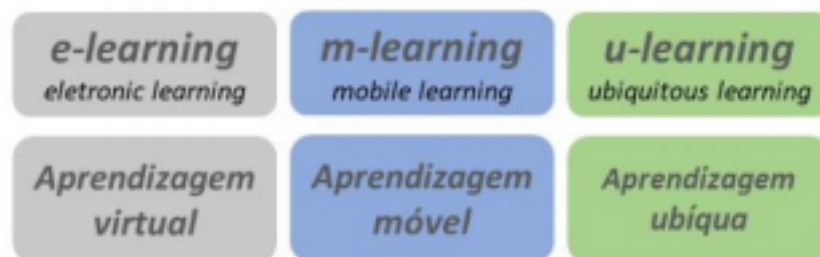 e-learning
eletronic learning
m-learning
mobile learning
u-learning
ubiquitous learning
Aprendizagem
virtual
Aprendizagem
móvel
Aprendizagem
ubíqua